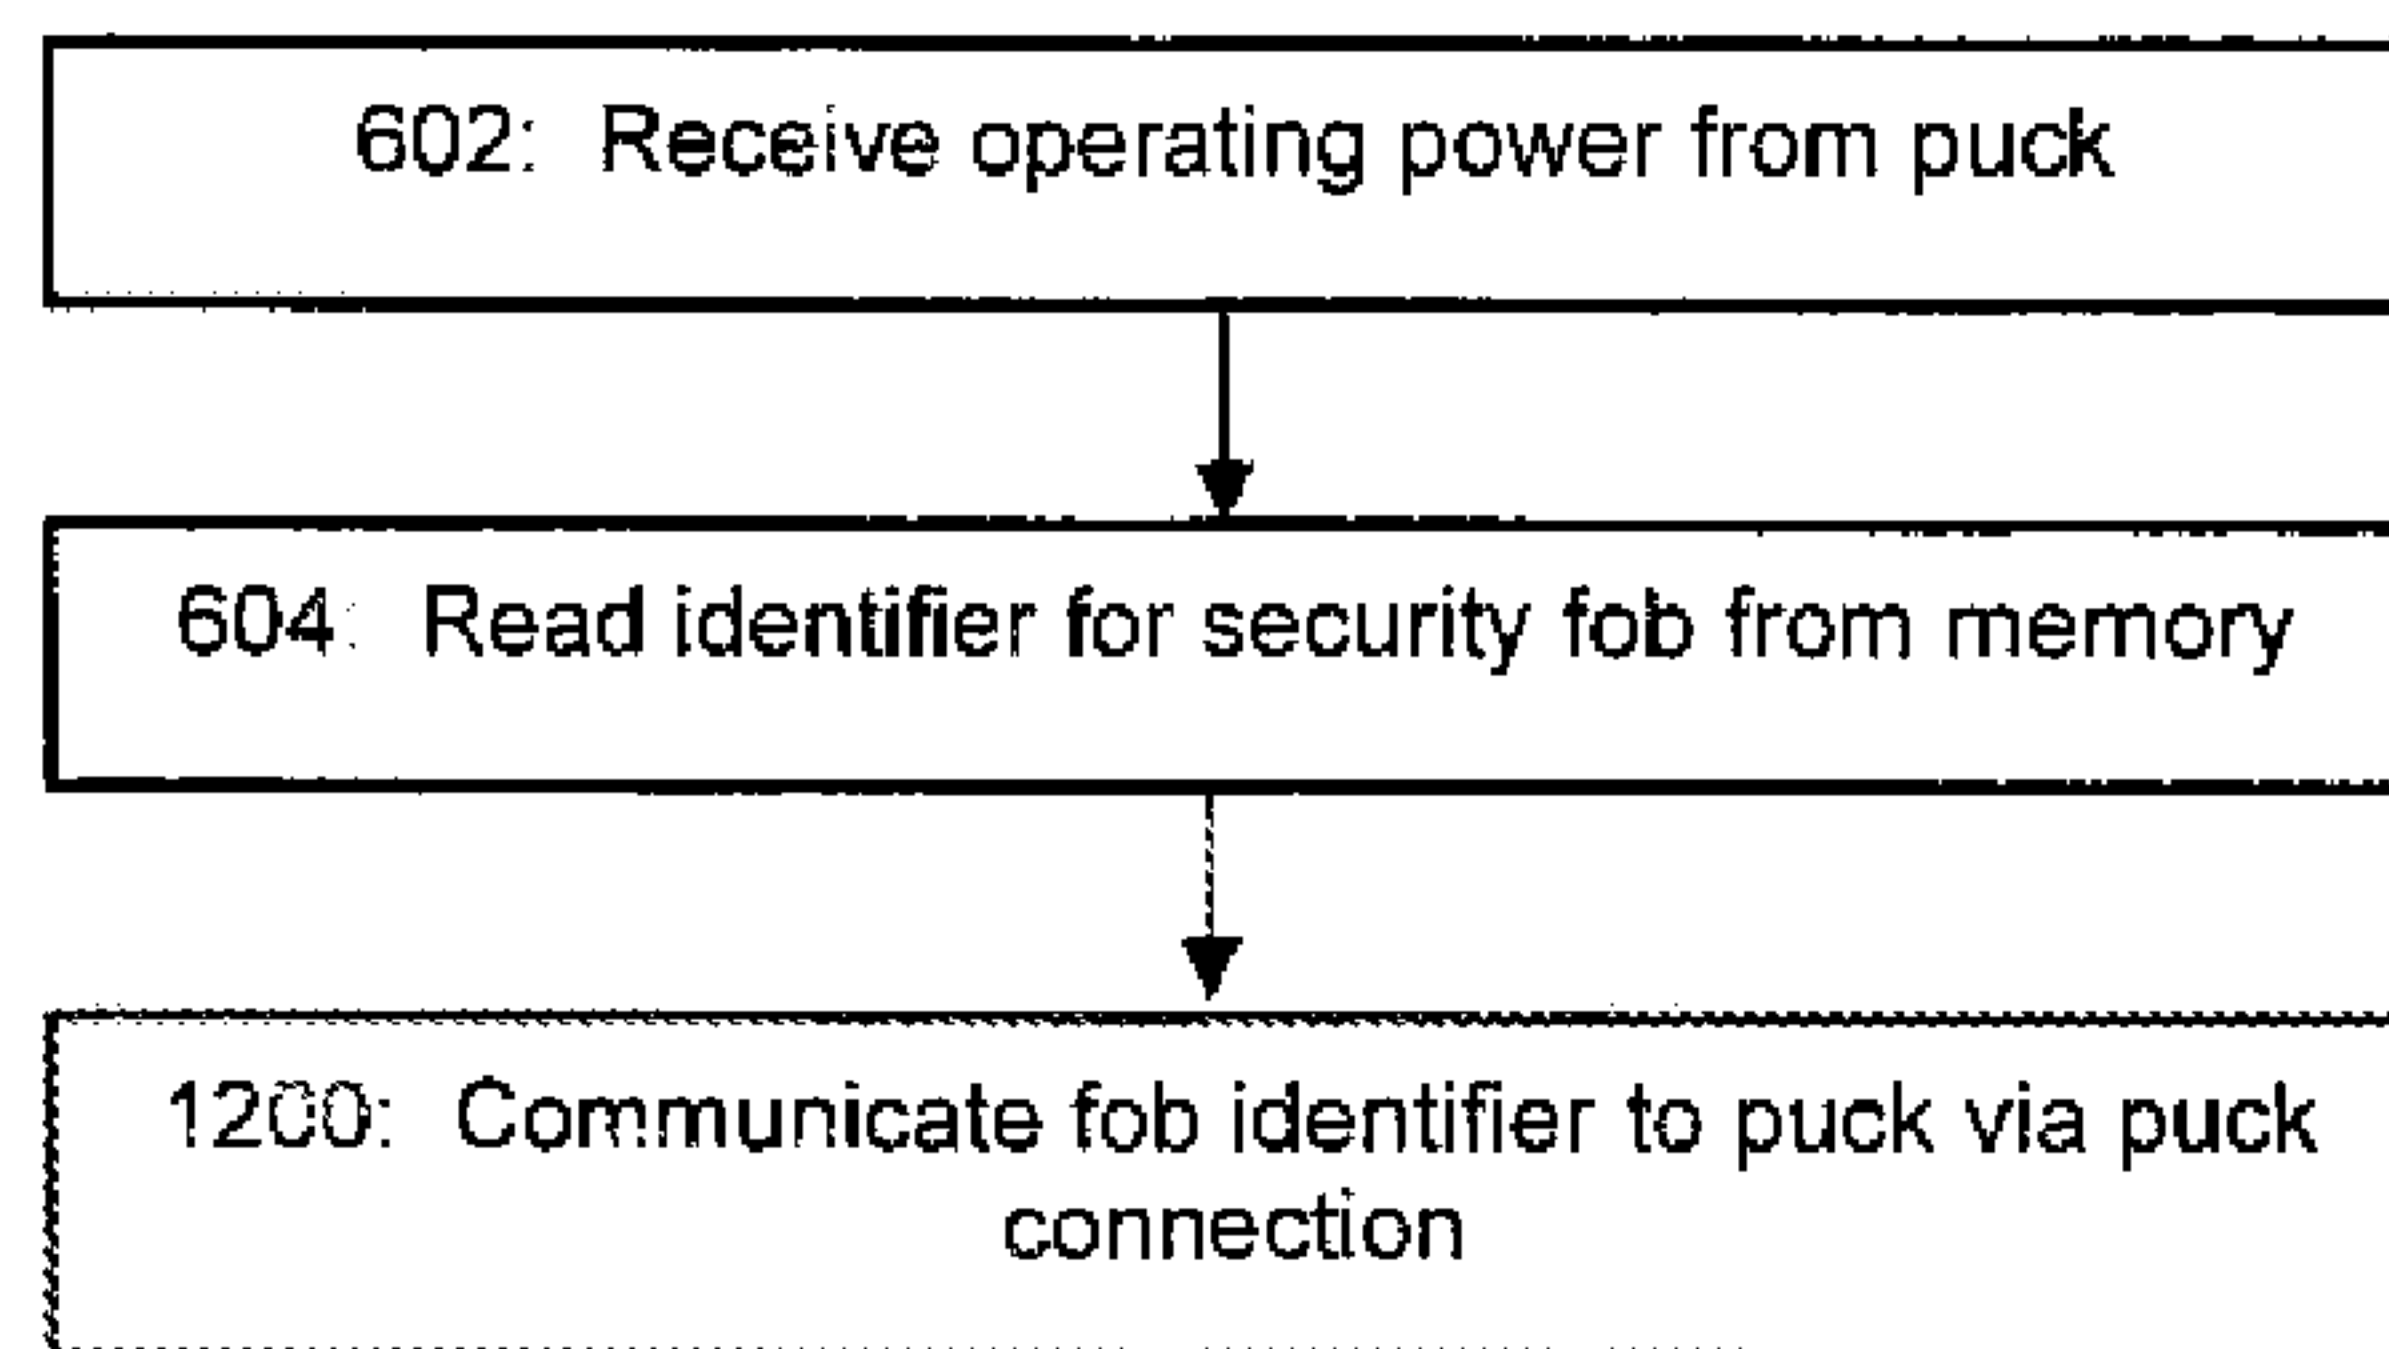 602: Receive operating power from puck
604: Read identifier for security fob from memory
1200: Communicate fob identifier to puck via puck
connection